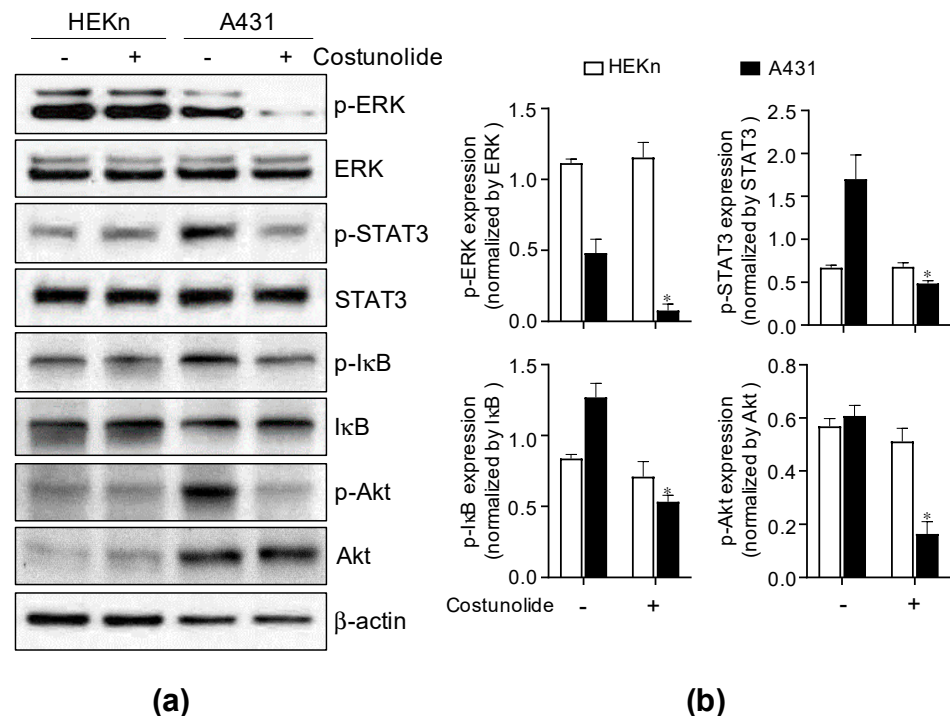 HEKn A431
- + - + Costunolide
p-ERK
ERK
p-STAT3
STAT3
p-IκB
IκB
p-Akt
Akt
β-actin
(a)
HEKn A431
p-ERK expression
(normalized by ERK )
1.5
1.0
0.5
0.0
*
p-STAT3 expression
(normalized by STAT3 )
2.5
2.0
1.5
1.0
0.5
0.0
*
p-IκB expression
(normalized by IκB )
1.5
1.0
0.5
0.0
*
p-Akt expression
(normalized by Akt )
0.8
0.6
0.4
0.2
0.0
*
Costunolide - + - +
(b)